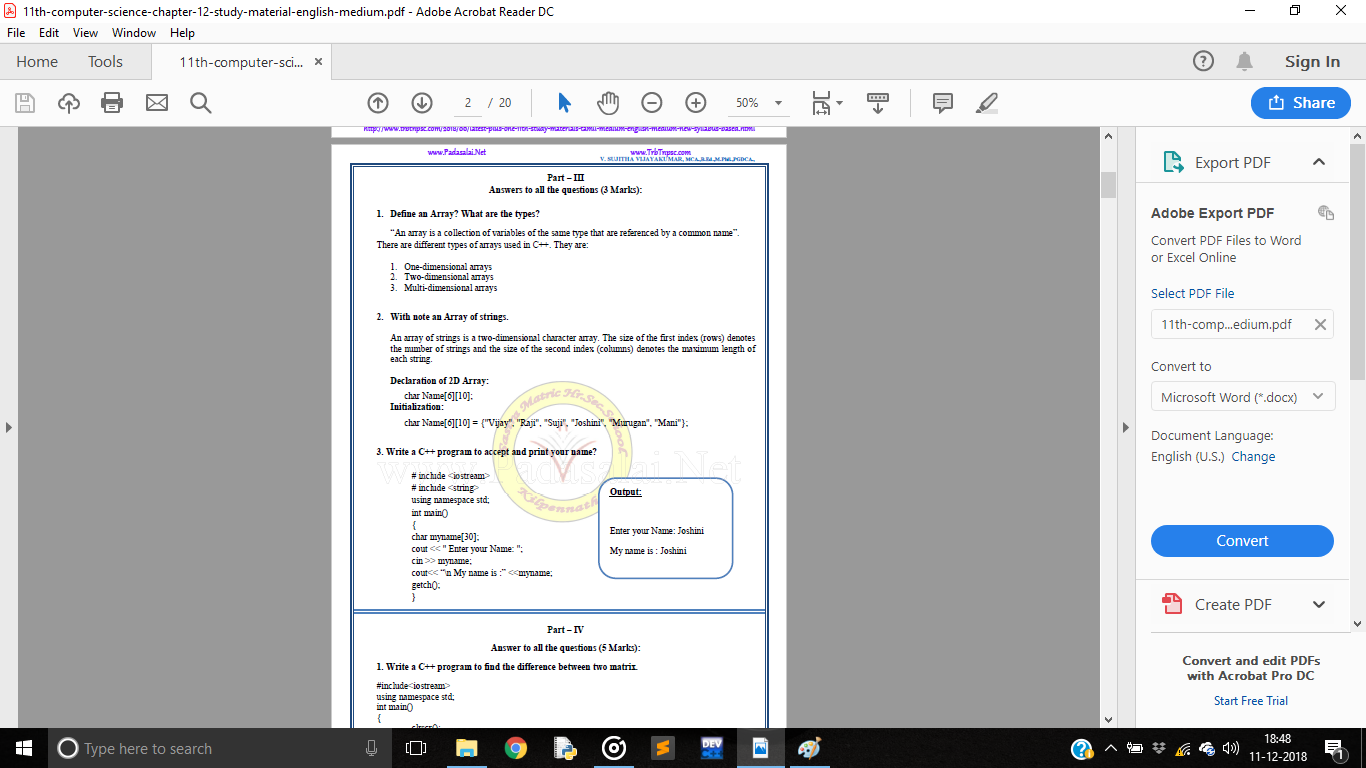 11th-computer-science-chapter-12-study-material-english-medium.pdf - Adobe Acrobat Reader DC
File Edit View Window Help
Home Tools 11th-computer-sci... ×
2 / 20 50% Share
http://www.trbtnpsc.com/2018/06/latest-plus-one-11th-study-materials-tamil-medium-english-medium-new-syllabus-based.html
www.Padasalai.Net www.TrbTnpsc.com
V. SUJITHA VIJAYAKUMAR, MCA.,B.Ed.,M.Phil.,PGDCA.,
Part – III
Answers to all the questions (3 Marks):
1. Define an Array? What are the types?
“An array is a collection of variables of the same type that are referenced by a common name”.
There are different types of arrays used in C++. They are:
1. One-dimensional arrays
2. Two-dimensional arrays
3. Multi-dimensional arrays
2. With note an Array of strings.
An array of strings is a two-dimensional character array. The size of the first index (rows) denotes
the number of strings and the size of the second index (columns) denotes the maximum length of
each string.
Declaration of 2D Array:
char Name[6][10];
Initialization:
char Name[6][10] = {"Vijay", "Raji", "Suji", "Joshini", "Murugan", "Mani"};
3. Write a C++ program to accept and print your name?
www.Padasalai.Net
Matric Hr.Sec.School
# include <iostream>
# include <string>
using namespace std;
int main()
{
char myname[30];
cout << " Enter your Name: ";
cin >> myname;
cout<< “\n My name is :” <<myname;
getch();
}
Output:
Enter your Name: Joshini
My name is : Joshini
Part – IV
Answer to all the questions (5 Marks):
1. Write a C++ program to find the difference between two matrix.
#include<iostream>
using namespace std;
int main()
{
clrscr();
Sign In
Export PDF
Adobe Export PDF
Convert PDF Files to Word
or Excel Online
Select PDF File
11th-comp...edium.pdf
Convert to
Microsoft Word (*.docx)
Document Language:
English (U.S.) Change
Convert
Create PDF
Convert and edit PDFs
with Acrobat Pro DC
Start Free Trial
Type here to search
DEV
18:48
11-12-2018
1